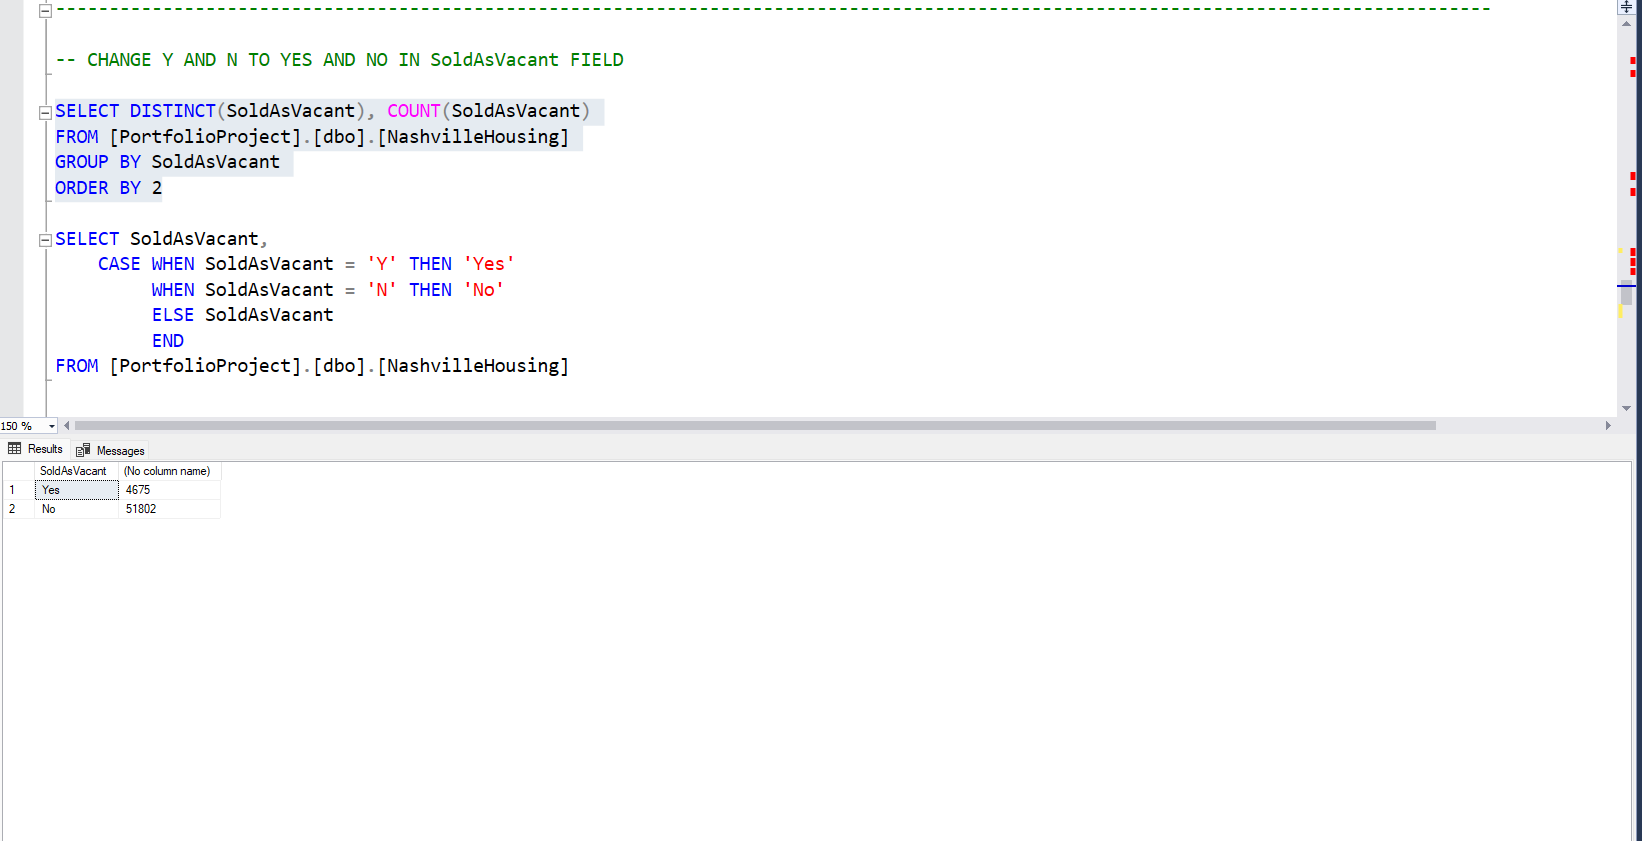 ---------------------------------------------------------------------------------------------------------------------------------------
-- CHANGE Y AND N TO YES AND NO IN SoldAsVacant FIELD
SELECT DISTINCT(SoldAsVacant), COUNT(SoldAsVacant)
FROM [PortfolioProject].[dbo].[NashvilleHousing]
GROUP BY SoldAsVacant
ORDER BY 2
SELECT SoldAsVacant,
CASE WHEN SoldAsVacant = 'Y' THEN 'Yes'
WHEN SoldAsVacant = 'N' THEN 'No'
ELSE SoldAsVacant
END
FROM [PortfolioProject].[dbo].[NashvilleHousing]
150 %
Results Messages
SoldAsVacant (No column name)
1 Yes 4675
2 No 51802